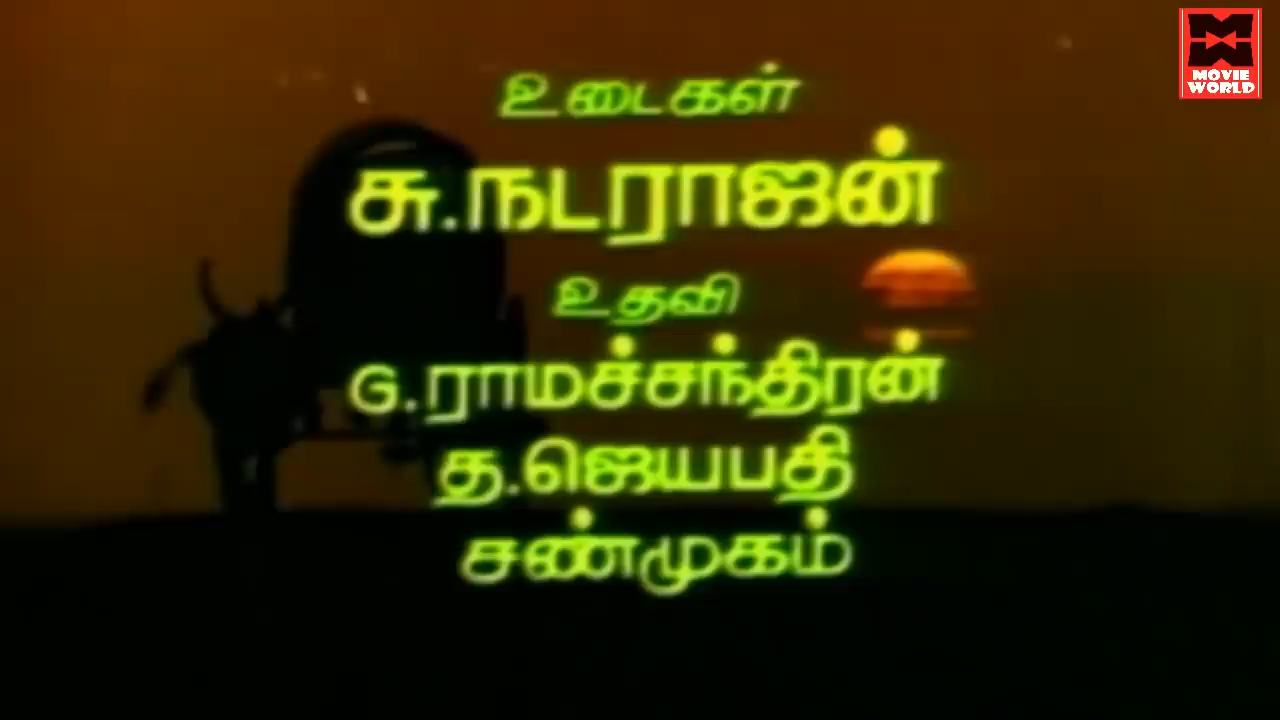 MOVIE
WORLD
உடைகள்
சு.நடராஜன்
உதவி
G.ராமச்சந்திரன்
த.ஜெயபதி
சண்முகம்